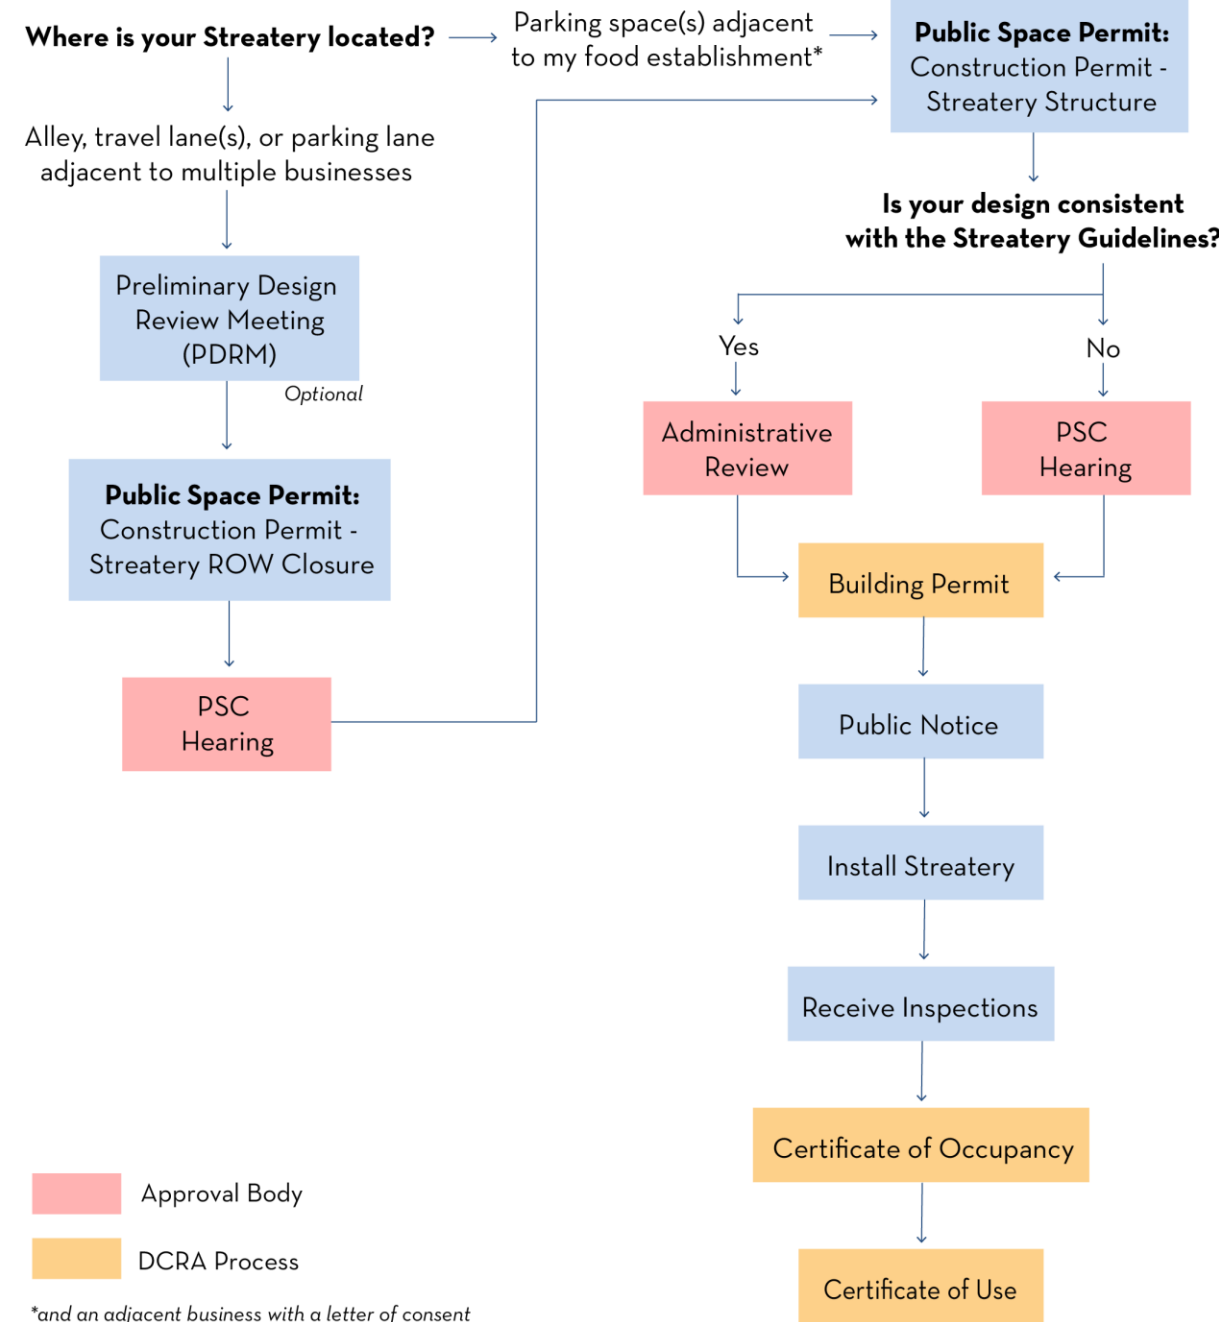 Where is your Streatery located?
Parking space(s) adjacent
to my food establishment*
Public Space Permit:
Construction Permit -
Streatery Structure
Alley, travel lane(s), or parking lane
adjacent to multiple businesses
Preliminary Design
Review Meeting
(PDRM)
Optional
Public Space Permit:
Construction Permit -
Streatery ROW Closure
PSC
Hearing
Is your design consistent
with the Streatery Guidelines?
Yes
No
Administrative
Review
PSC
Hearing
Building Permit
Public Notice
Install Streatery
Receive Inspections
Certificate of Occupancy
Certificate of Use
Approval Body
DCRA Process
*and an adjacent business with a letter of consent